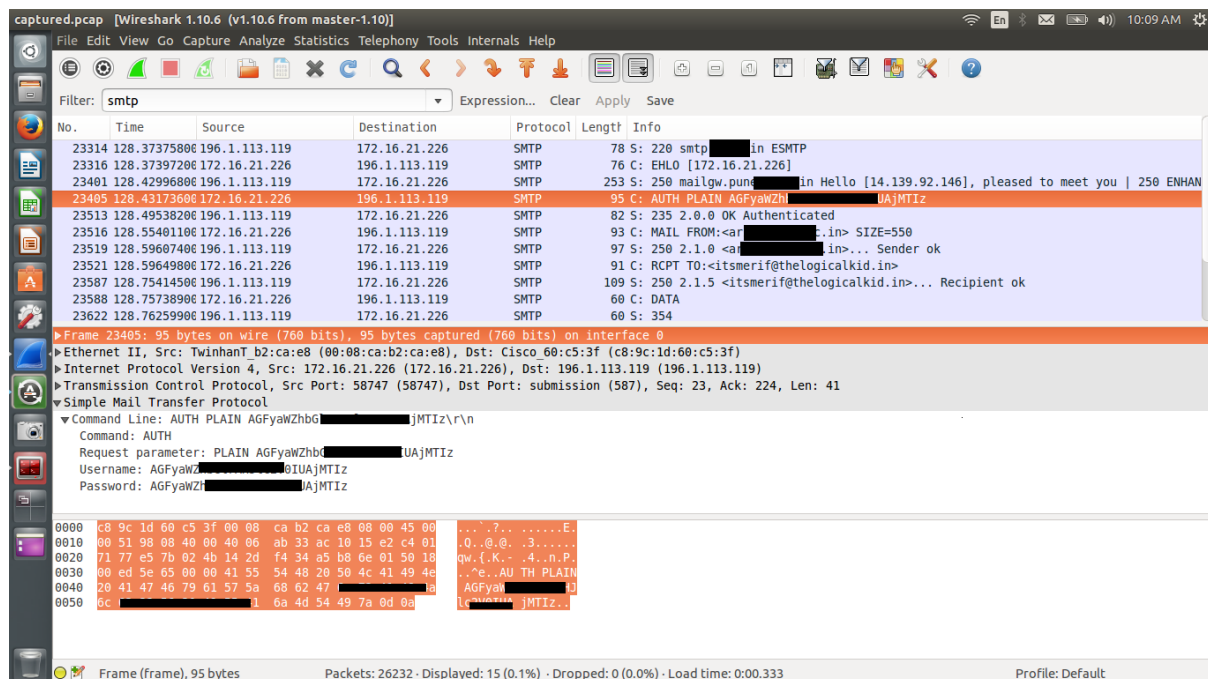 captured.pcap [Wireshark 1.10.6 (v1.10.6 from master-1.10)] En 10:09 AM
File Edit View Go Capture Analyze Statistics Telephony Tools Internals Help
Filter: smtp Expression... Clear Apply Save
No. Time Source Destination Protocol Length Info
23314 128.37375800 196.1.113.119 172.16.21.226 SMTP 78 S: 220 smtp in ESMTP
23316 128.37397200 172.16.21.226 196.1.113.119 SMTP 76 C: EHLO [172.16.21.226]
23401 128.42996800 196.1.113.119 172.16.21.226 SMTP 253 S: 250 mailgw.pune in Hello [14.139.92.146], pleased to meet you | 250 ENHAN
23405 128.43173600 172.16.21.226 196.1.113.119 SMTP 95 C: AUTH PLAIN AGFyaWZh UAjMTIz
23513 128.49538200 196.1.113.119 172.16.21.226 SMTP 82 S: 235 2.0.0 OK Authenticated
23516 128.55401100 172.16.21.226 196.1.113.119 SMTP 93 C: MAIL FROM:<ar c.in> SIZE=550
23519 128.59607400 196.1.113.119 172.16.21.226 SMTP 97 S: 250 2.1.0 <ar .in>... Sender ok
23521 128.59649800 172.16.21.226 196.1.113.119 SMTP 91 C: RCPT TO:<itsmerif@thelogicalkid.in>
23587 128.75414500 196.1.113.119 172.16.21.226 SMTP 109 S: 250 2.1.5 <itsmerif@thelogicalkid.in>... Recipient ok
23588 128.75738900 172.16.21.226 196.1.113.119 SMTP 60 C: DATA
23622 128.76259900 196.1.113.119 172.16.21.226 SMTP 60 S: 354
Frame 23405: 95 bytes on wire (760 bits), 95 bytes captured (760 bits) on interface 0
Ethernet II, Src: TwinhanT_b2:ca:e8 (00:08:ca:b2:ca:e8), Dst: Cisco_60:c5:3f (c8:9c:1d:60:c5:3f)
Internet Protocol Version 4, Src: 172.16.21.226 (172.16.21.226), Dst: 196.1.113.119 (196.1.113.119)
Transmission Control Protocol, Src Port: 58747 (58747), Dst Port: submission (587), Seq: 23, Ack: 224, Len: 41
Simple Mail Transfer Protocol
Command Line: AUTH PLAIN AGFyaWZhbG jMTIz\r\n
Command: AUTH
Request parameter: PLAIN AGFyaWZhb UAjMTIz
Username: AGFyaWZ 0IUAjMTIz
Password: AGFyaWZh AjMTIz
0000 c8 9c 1d 60 c5 3f 00 08 ca b2 ca e8 08 00 45 00 ...`.?.. ......E.
0010 00 51 98 08 40 00 40 06 ab 33 ac 10 15 e2 c4 01 .Q..@.@. .3......
0020 71 77 e5 7b 02 4b 14 2d f4 34 a5 b8 6e 01 50 18 qw.{.K.- .4..n.P.
0030 00 ed 5e 65 00 00 41 55 54 48 20 50 4c 41 49 4e ..^e..AU TH PLAIN
0040 20 41 47 46 79 61 57 5a 68 62 47 AGFyaW
0050 6c 6a 4d 54 49 7a 0d 0a jMTIz..
Frame (frame), 95 bytes Packets: 26232 · Displayed: 15 (0.1%) · Dropped: 0 (0.0%) · Load time: 0:00.333 Profile: Default